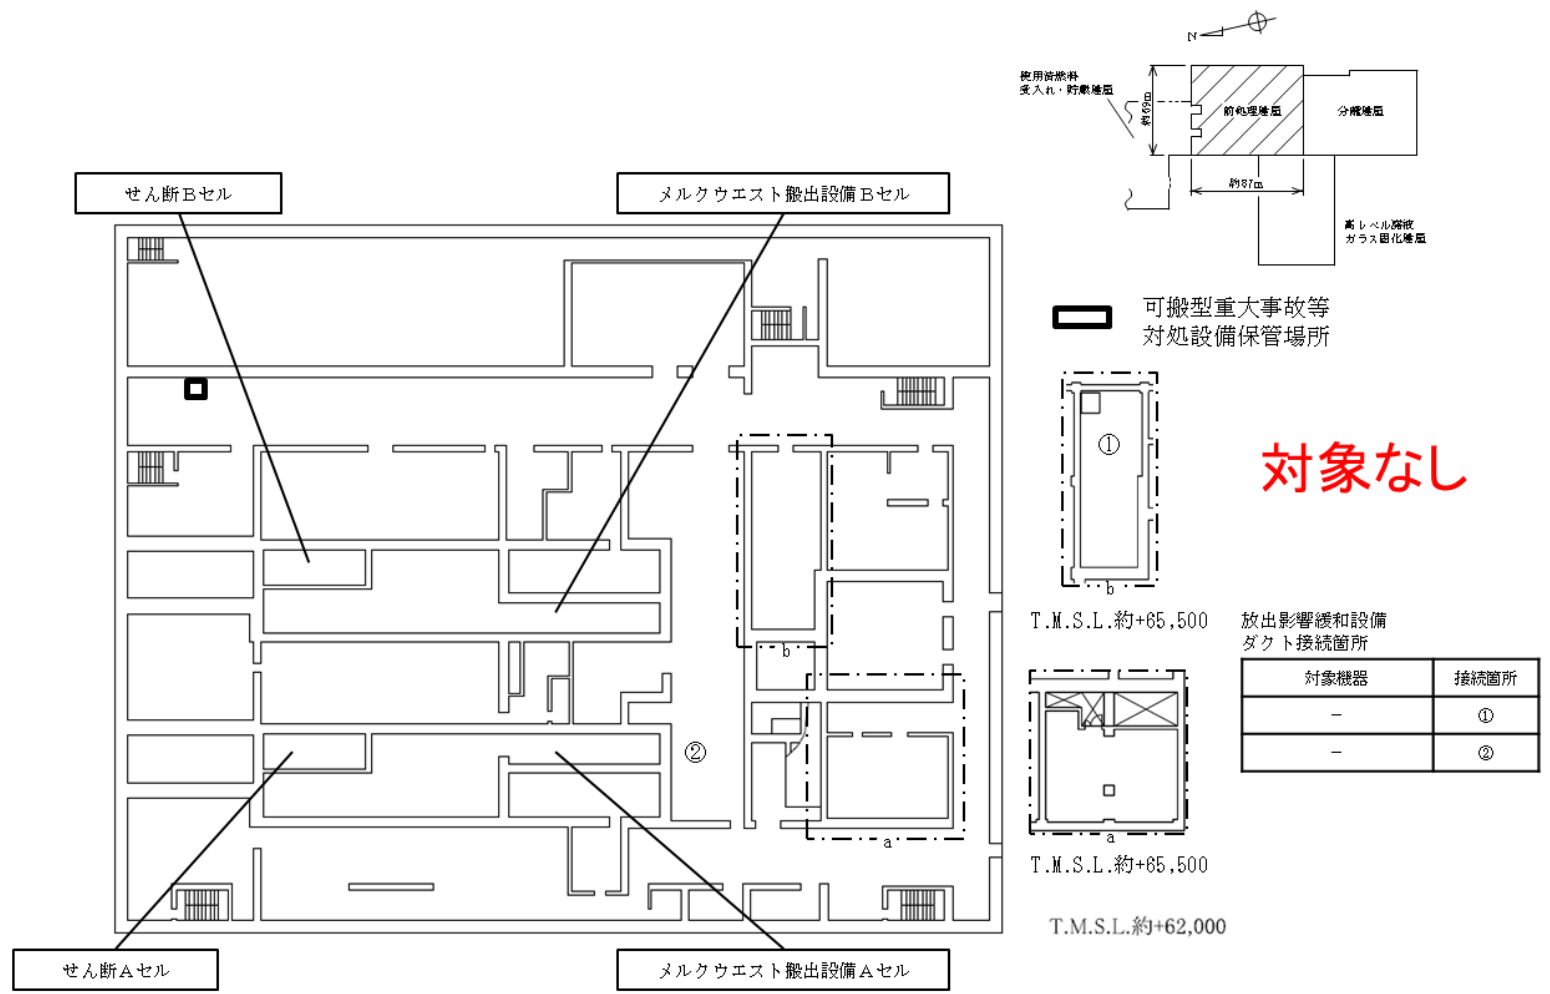 N
使用済燃料
受入れ・貯蔵建屋
約69m
前処理建屋
分離建屋
約87m
高レベル廃液
ガラス固化建屋
せん断Bセル
メルクウエスト搬出設備Bセル
可搬型重大事故等
対処設備保管場所
①
対象なし
b
T.M.S.L.約+65,500
放出影響緩和設備
ダクト接続箇所
対象機器 接続箇所
－ ①
－ ②
b
②
a
a
T.M.S.L.約+65,500
T.M.S.L.約+62,000
せん断Aセル
メルクウエスト搬出設備Aセル